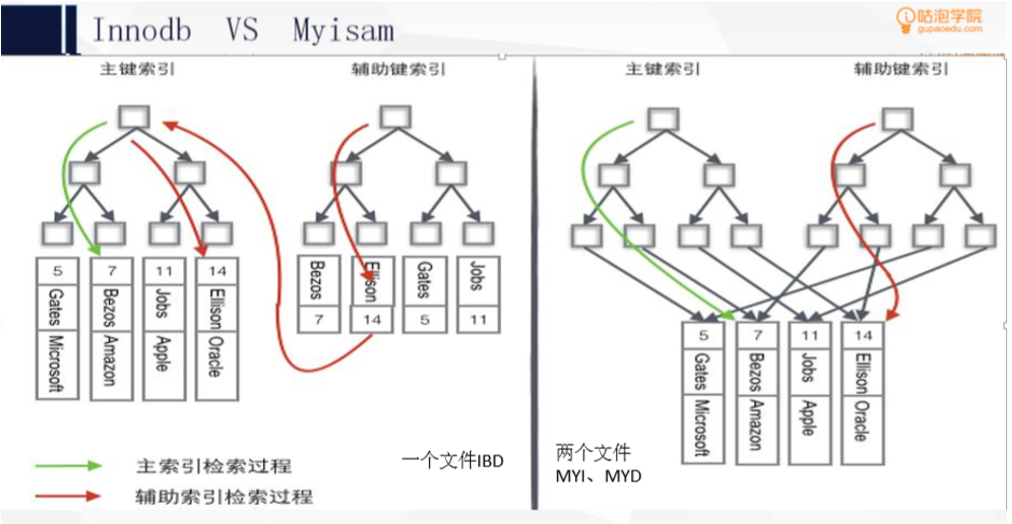 Innodb VS Myisam
咕泡学院
gupaoedu.com
主键索引
辅助键索引
5
Gates
Microsoft
7
Bezos
Amazon
11
Jobs
Apple
14
Ellison
Oracle
Bezos
7
Ellison
14
Gates
5
Jobs
11
主索引检索过程
辅助索引检索过程
一个文件IBD
主键索引
辅助键索引
5
Gates
Microsoft
7
Bezos
Amazon
11
Jobs
Apple
14
Ellison
Oracle
两个文件
MYI、MYD